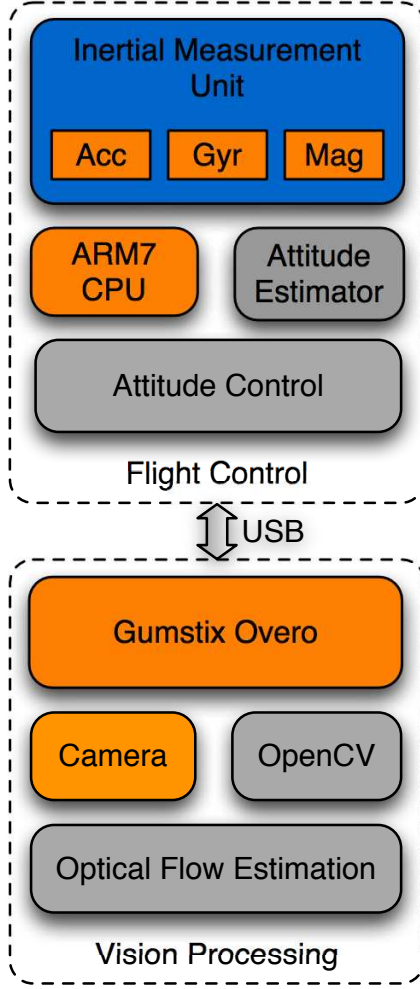 Inertial Measurement
Unit
Acc Gyr Mag
ARM7
CPU
Attitude
Estimator
Attitude Control
Flight Control
USB
Gumstix Overo
Camera
OpenCV
Optical Flow Estimation
Vision Processing